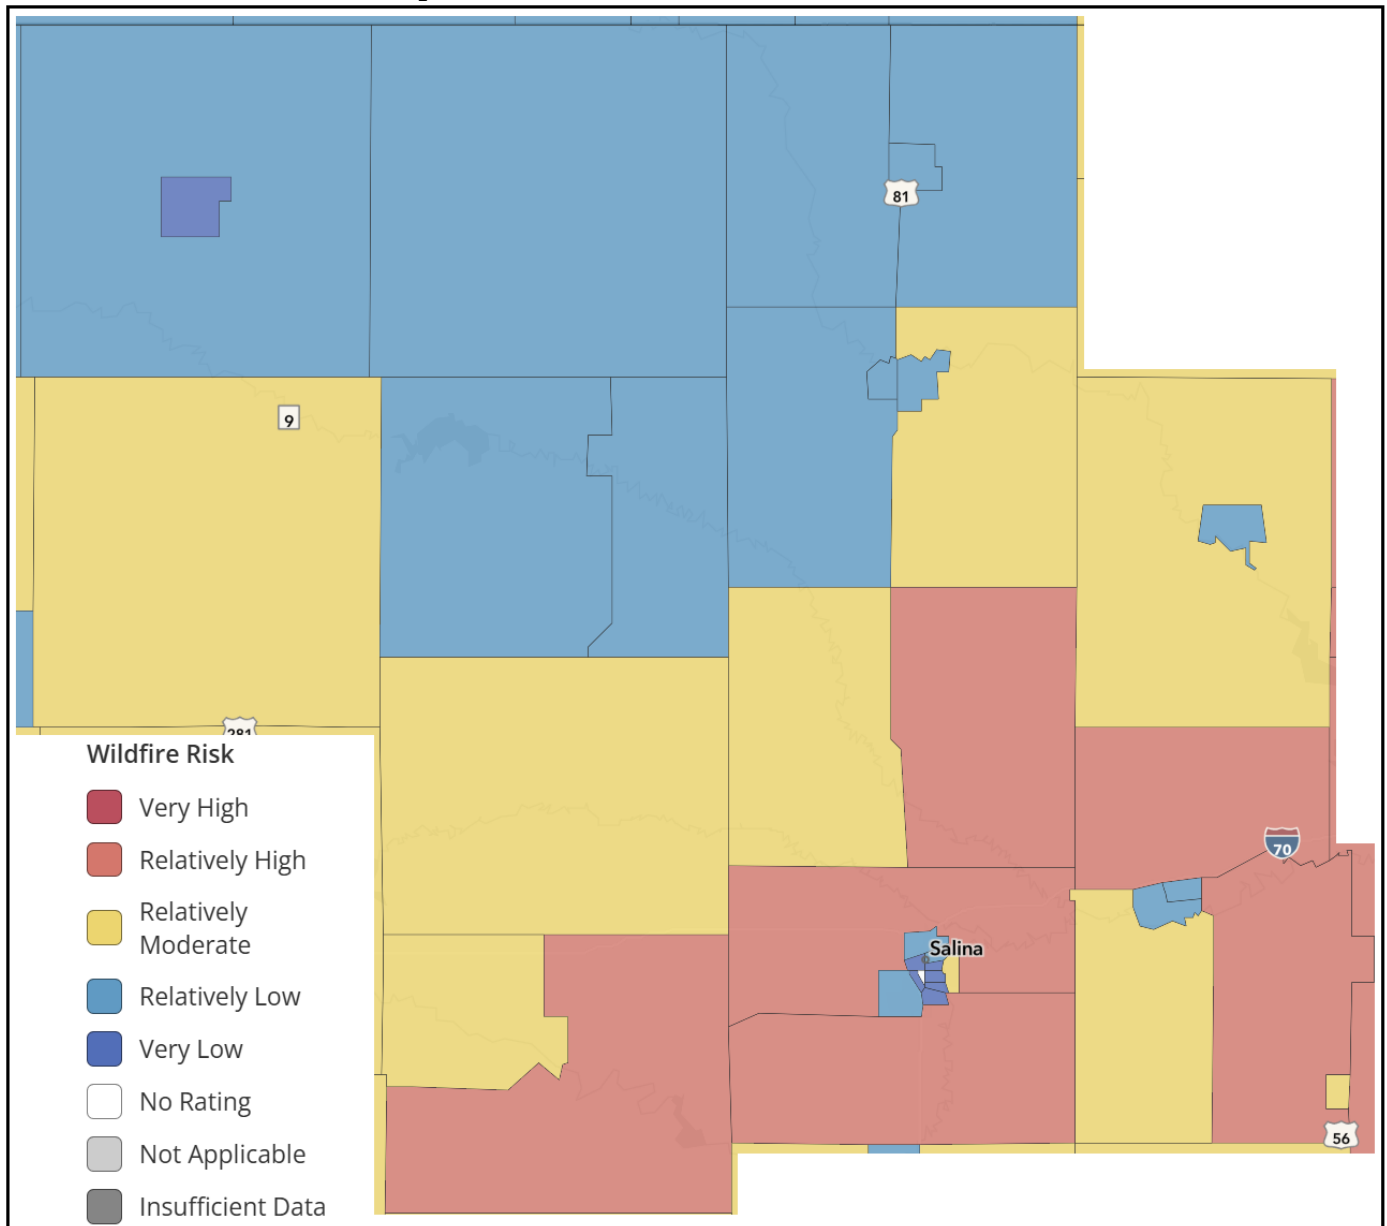 81
9
281
Wildfire Risk
Very High
Relatively High
70
Relatively
Moderate
Salina
Relatively Low
Very Low
No Rating
56
Not Applicable
Insufficient Data